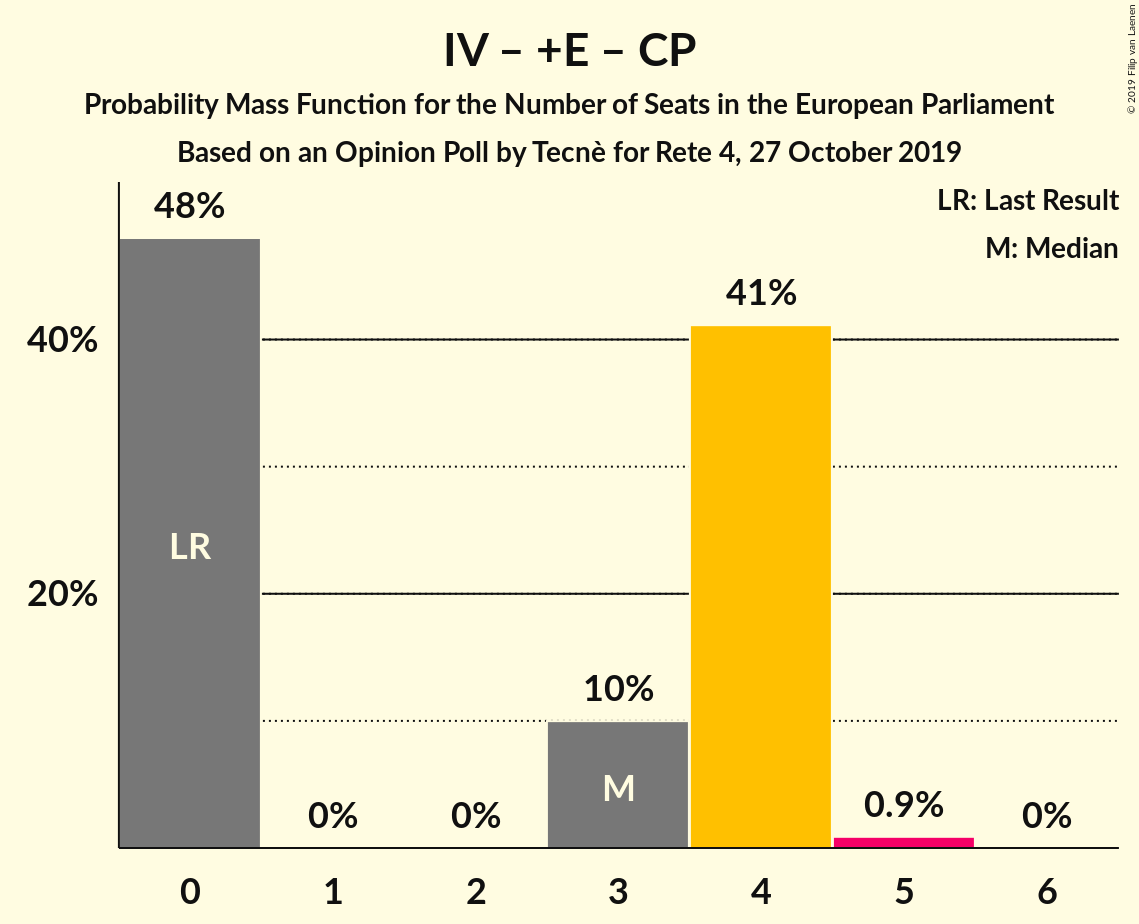 IV – +E – CP
Probability Mass Function for the Number of Seats in the European Parliament
Based on an Opinion Poll by Tecnè for Rete 4, 27 October 2019
© 2019 Filip van Laenen
LR: Last Result
M: Median
48%
41%
40%
LR
20%
10%
M
0%
0%
0.9%
0%
0
1
2
3
4
5
6